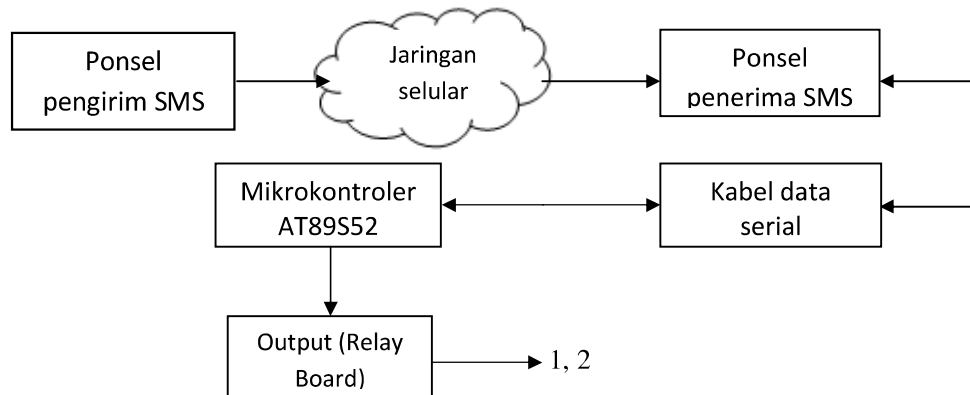 Ponsel
pengirim SMS
Jaringan
selular
Ponsel
penerima SMS
Mikrokontroler
AT89S52
Kabel data
serial
Output (Relay
Board)
1, 2